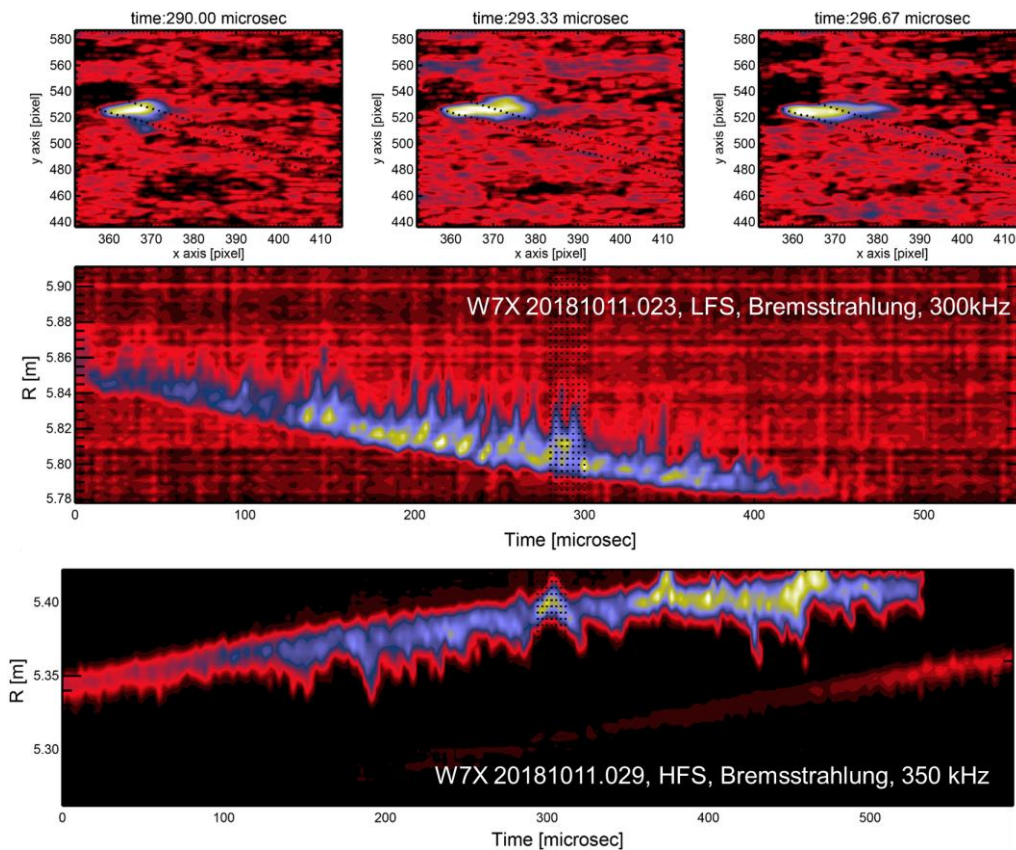 time:290.00 microsec
time:293.33 microsec
time:296.67 microsec
y axis [pixel]
580
560
540
520
500
480
460
440
360 370 380 390 400 410
x axis [pixel]
y axis [pixel]
580
560
540
520
500
480
460
440
360 370 380 390 400 410
x axis [pixel]
y axis [pixel]
580
560
540
520
500
480
460
440
360 370 380 390 400 410
x axis [pixel]
W7X 20181011.023, LFS, Bremsstrahlung, 300kHz
R [m]
5.90
5.88
5.86
5.84
5.82
5.80
5.78
0 100 200 300 400 500
Time [microsec]
R [m]
5.40
5.35
5.30
W7X 20181011.029, HFS, Bremsstrahlung, 350 kHz
0 100 200 300 400 500
Time [microsec]